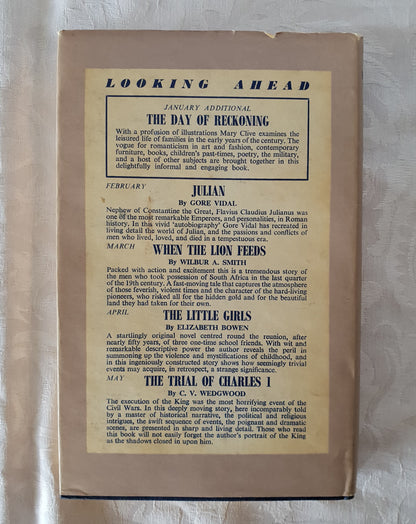 LOOKING AHEAD
JANUARY ADDITIONAL
THE DAY OF RECKONING
With a profusion of illustrations Mary Clive examines the
leisured life of families in the early years of the century. The
vogue for romanticism in art and fashion, contemporary
furniture, books, children's past-times, poetry, the military,
and a host of other subjects are brought together in this
delightfully informal and engaging book.
FEBRUARY
JULIAN
By GORE VIDAL
Nephew of Constantine the Great, Flavius Claudius Julianus was
one of the most remarkable Emperors, and personalities, in Roman
history. In this vivid 'autobiography' Gore Vidal has recreated in
living detail the world of Julian, and the passions and conflicts of
men who lived, loved, and died in a tempestuous era.
MARCH
WHEN THE LION FEEDS
By WILBUR A. SMITH
Packed with action and excitement this is a tremendous story of
the men who took possession of South Africa in the last quarter
of the 19th century. A fast-moving tale that captures the atmosphere
of those feverish, violent times and the character of the hard-living
pioneers, who risked all for the hidden gold and for the beautiful
land they had taken for their own.
APRIL
THE LITTLE GIRLS
By ELIZABETH BOWEN
A startlingly original novel centred round the reunion, after
nearly fifty years, of three one-time school friends. With wit and
remarkable descriptive power the author reveals the peril in
summoning up the violence and mystifications of childhood, and
in this ingeniously constructed story shows how seemingly trivial
events may acquire, in retrospect, a strange significance.
MAY
THE TRIAL OF CHARLES I
By C. V. WEDGWOOD
The execution of the King was the most horrifying event of the
Civil Wars. In this deeply moving story, here incomparably told
by a master of historical narrative, the political and religious
intrigues, the swift sequence of events, the poignant and dramatic
scenes, are presented in sharp and living detail. Those who read
this book will not easily forget the author's portrait of the King
as the shadows closed in upon him.